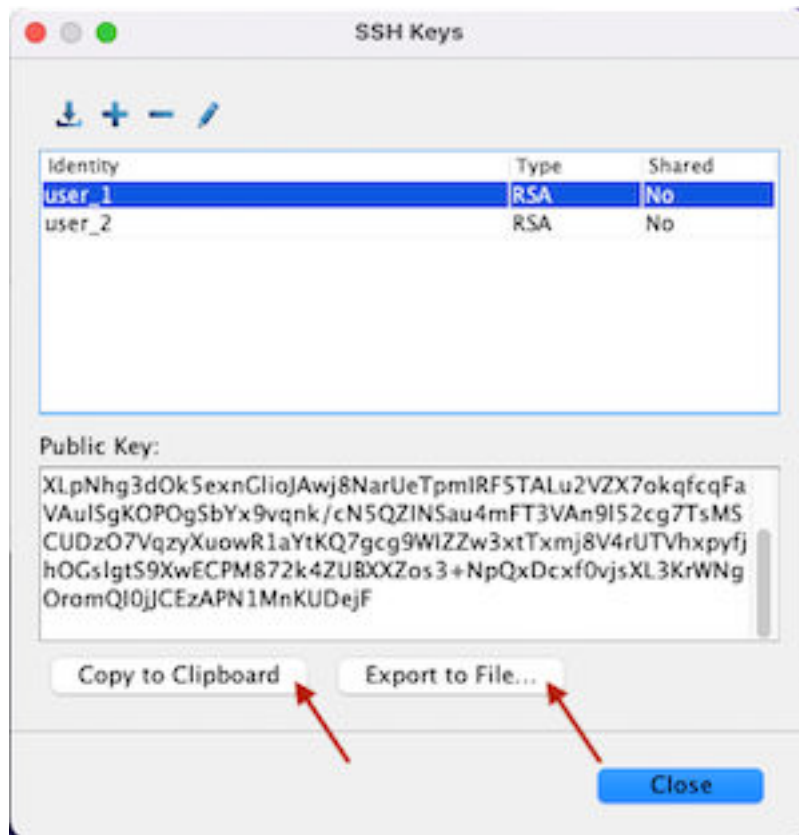 SSH Keys
Identity Type Shared
user_1 RSA No
user_2 RSA No
Public Key:
XLpNhg3dOk5exnGlioJAwj8NarUeTpmIRF5TALu2VZX7okqfcqFa
VAulSgKOPOgSbYx9vqnk/cN5QZINSau4mFT3VAn9l52cg7TsMS
CUDzO7VqzyXuowR1aYtKQ7gcg9WIZZw3xtTxmj8V4rUTVhxpyfj
hOGslgtS9XwECPM872k4ZUBXXZos3+NpQxDcxf0vjsXL3KrWNg
OromQI0jJCEzAPN1MnKUDejF
Copy to Clipboard Export to File...
Close